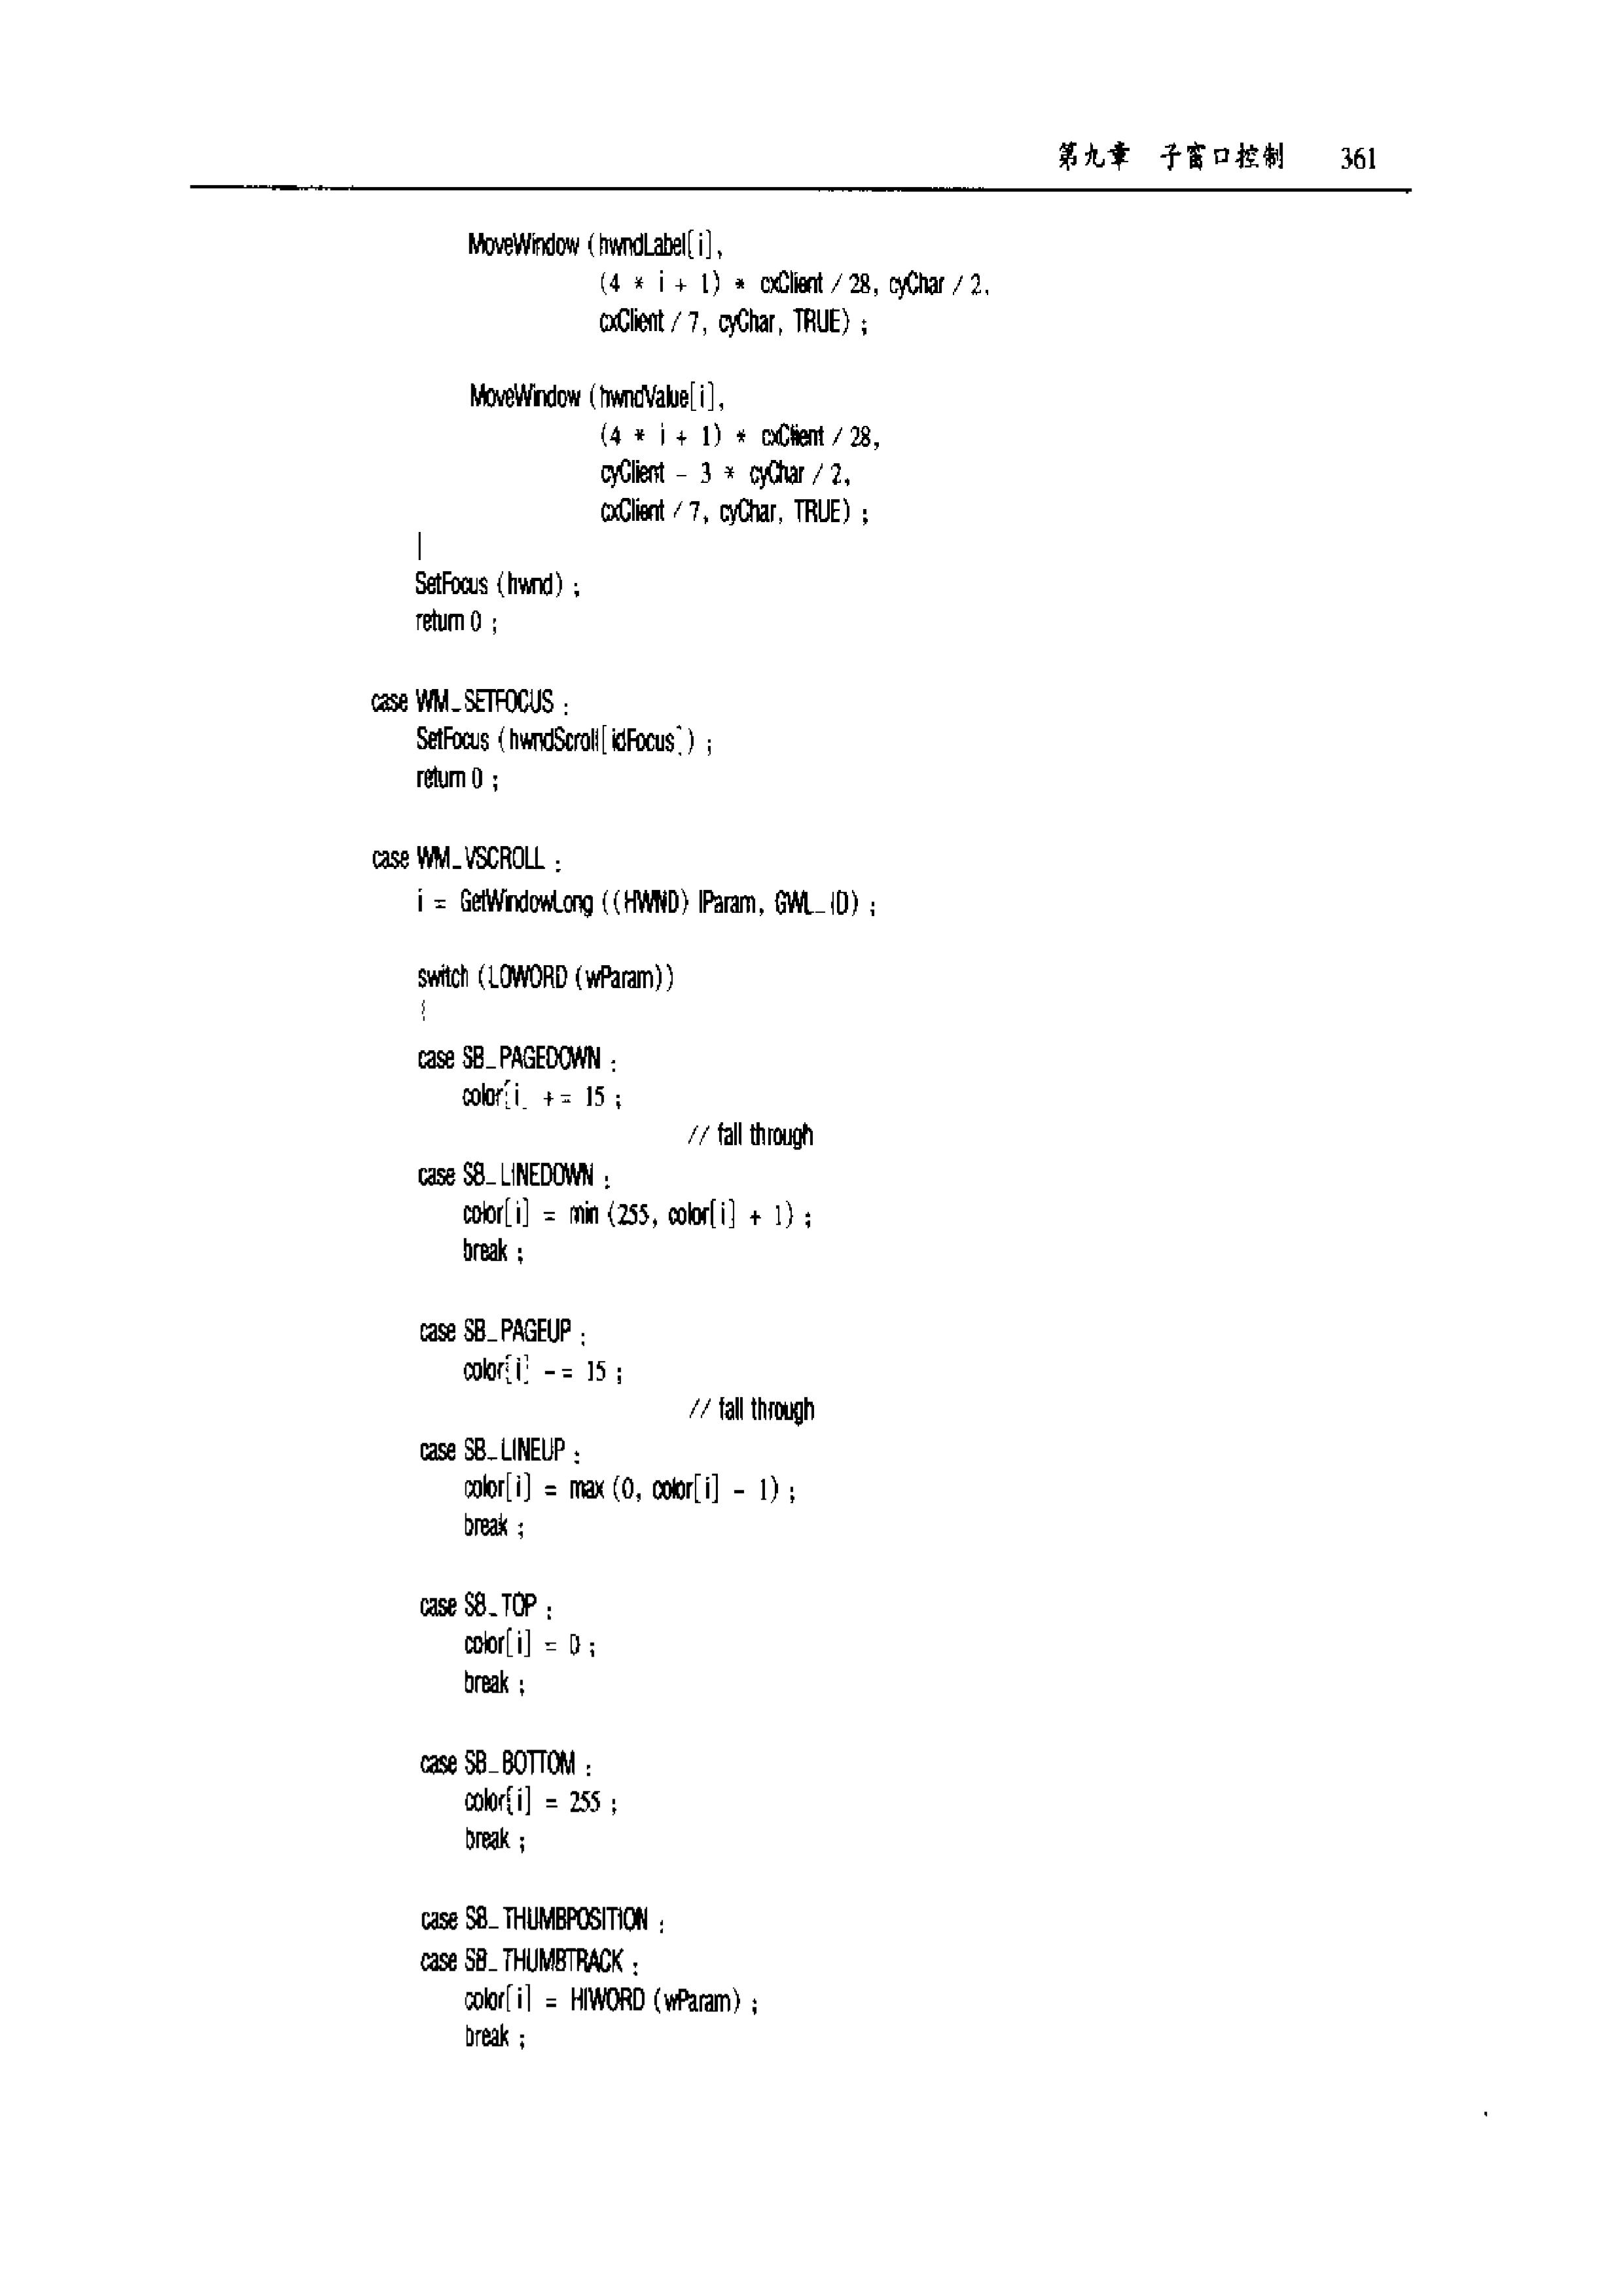 第九章 子窗口控制 361
MoveWindow (hwndLabel[i],
(4 * i + 1) * cxClient / 28, cyChar / 2,
cxClient / 7, cyChar, TRUE) ;
MoveWindow (hwndValue[i],
(4 * i + 1) * cxClient / 28,
cyClient - 3 * cyChar / 2,
cxClient / 7, cyChar, TRUE) ;
}
SetFocus (hwnd) ;
return 0 ;
case WM_SETFOCUS :
SetFocus (hwndScroll[idFocus]) ;
return 0 ;
case WM_VSCROLL :
i = GetWindowLong ((HWND) lParam, GWL_ID) ;
switch (LOWORD (wParam))
{
case SB_PAGEDOWN :
color[i] += 15 ;
// fall through
case SB_LINEDOWN :
color[i] = min (255, color[i] + 1) ;
break ;
case SB_PAGEUP :
color[i] -= 15 ;
// fall through
case SB_LINEUP :
color[i] = max (0, color[i] - 1) ;
break ;
case SB_TOP :
color[i] = 0 ;
break ;
case SB_BOTTOM :
color[i] = 255 ;
break ;
case SB_THUMBPOSITION :
case SB_THUMBTRACK :
color[i] = HIWORD (wParam) ;
break ;